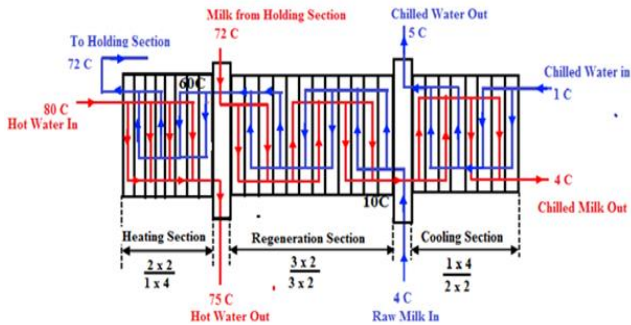 Milk from Holding Section
Chilled Water Out
To Holding Section
72 C
5 C
72 C
60C
Chilled Water in
80 C
1 C
Hot Water In
4 C
10C
Chilled Milk Out
Heating Section
Regeneration Section
Cooling Section
2 x 2
3 x 2
1 x 4
1 x 4
3 x 2
2 x 2
75 C
4 C
Hot Water Out
Raw Milk In